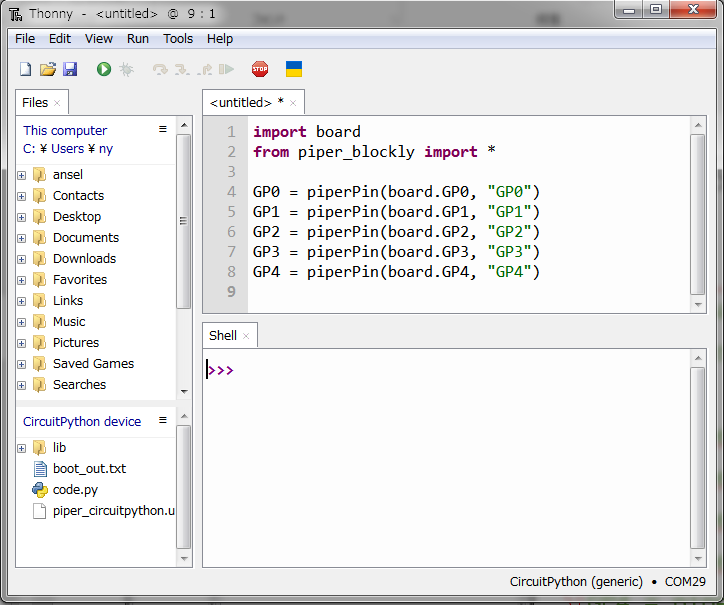 Thonny - <untitled> @ 9 : 1
File Edit View Run Tools Help
STOP
Files
This computer
C: ¥ Users ¥ ny
ansel
Contacts
Desktop
Documents
Downloads
Favorites
Links
Music
Pictures
Saved Games
Searches
CircuitPython device
lib
boot_out.txt
code.py
piper_circuitpython.u
<untitled> *
1 import board
2 from piper_blockly import *
3
4 GP0 = piperPin(board.GP0, "GP0")
5 GP1 = piperPin(board.GP1, "GP1")
6 GP2 = piperPin(board.GP2, "GP2")
7 GP3 = piperPin(board.GP3, "GP3")
8 GP4 = piperPin(board.GP4, "GP4")
9
Shell
>>>
CircuitPython (generic) • COM29